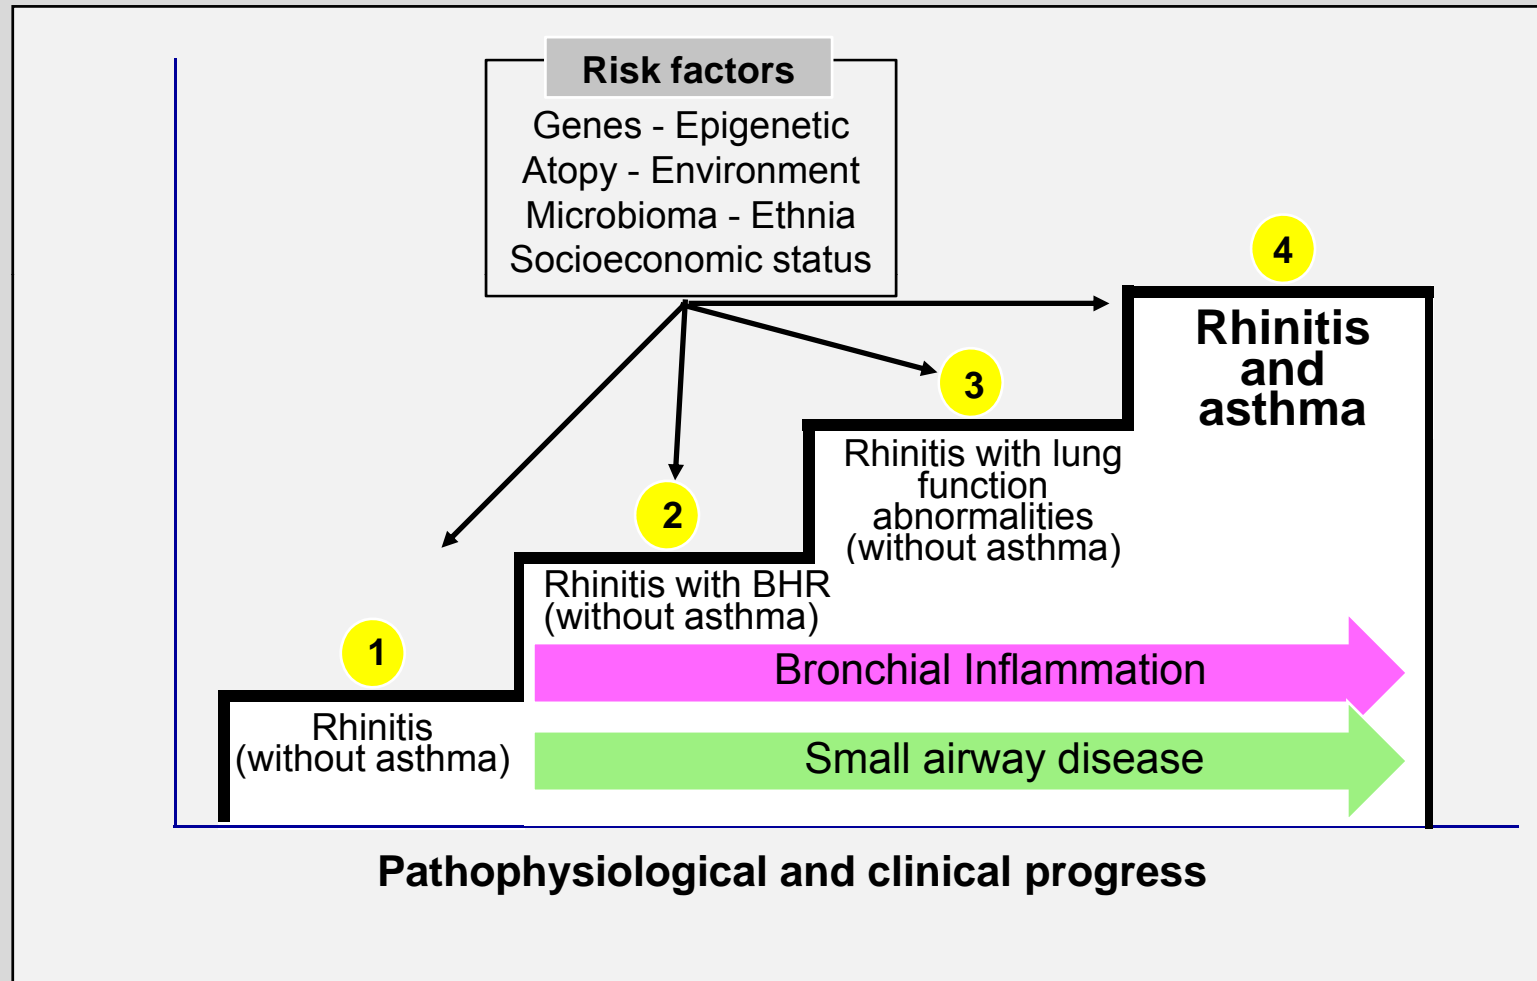 Risk factors
Genes - Epigenetic
Atopy - Environment
Microbioma - Ethnia
Socioeconomic status
4
Rhinitis
and
asthma
3
Rhinitis with lung
function
abnormalities
(without asthma)
2
Rhinitis with BHR
(without asthma)
1
Rhinitis
(without asthma)
Bronchial Inflammation
Small airway disease
Pathophysiological and clinical progress